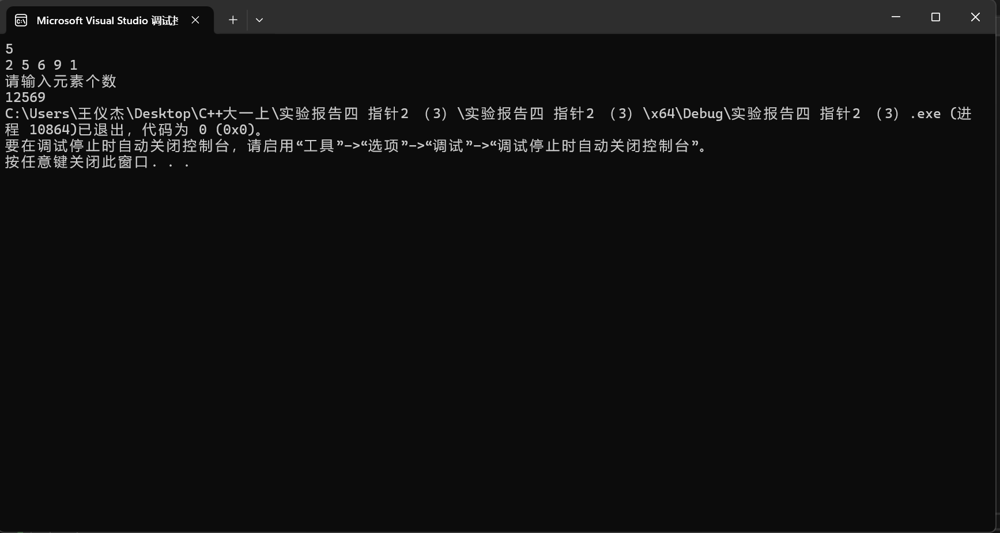 Microsoft Visual Studio 调试
5
2 5 6 9 1
请输入元素个数
12569
C:\Users\王仪杰\Desktop\C++大一上\实验报告四 指针2 （3）\实验报告四 指针2 （3）\x64\Debug\实验报告四 指针2 （3）.exe (进
程 10864)已退出，代码为 0 (0x0)。
要在调试停止时自动关闭控制台，请启用“工具”->“选项”->“调试”->“调试停止时自动关闭控制台”。
按任意键关闭此窗口. . .